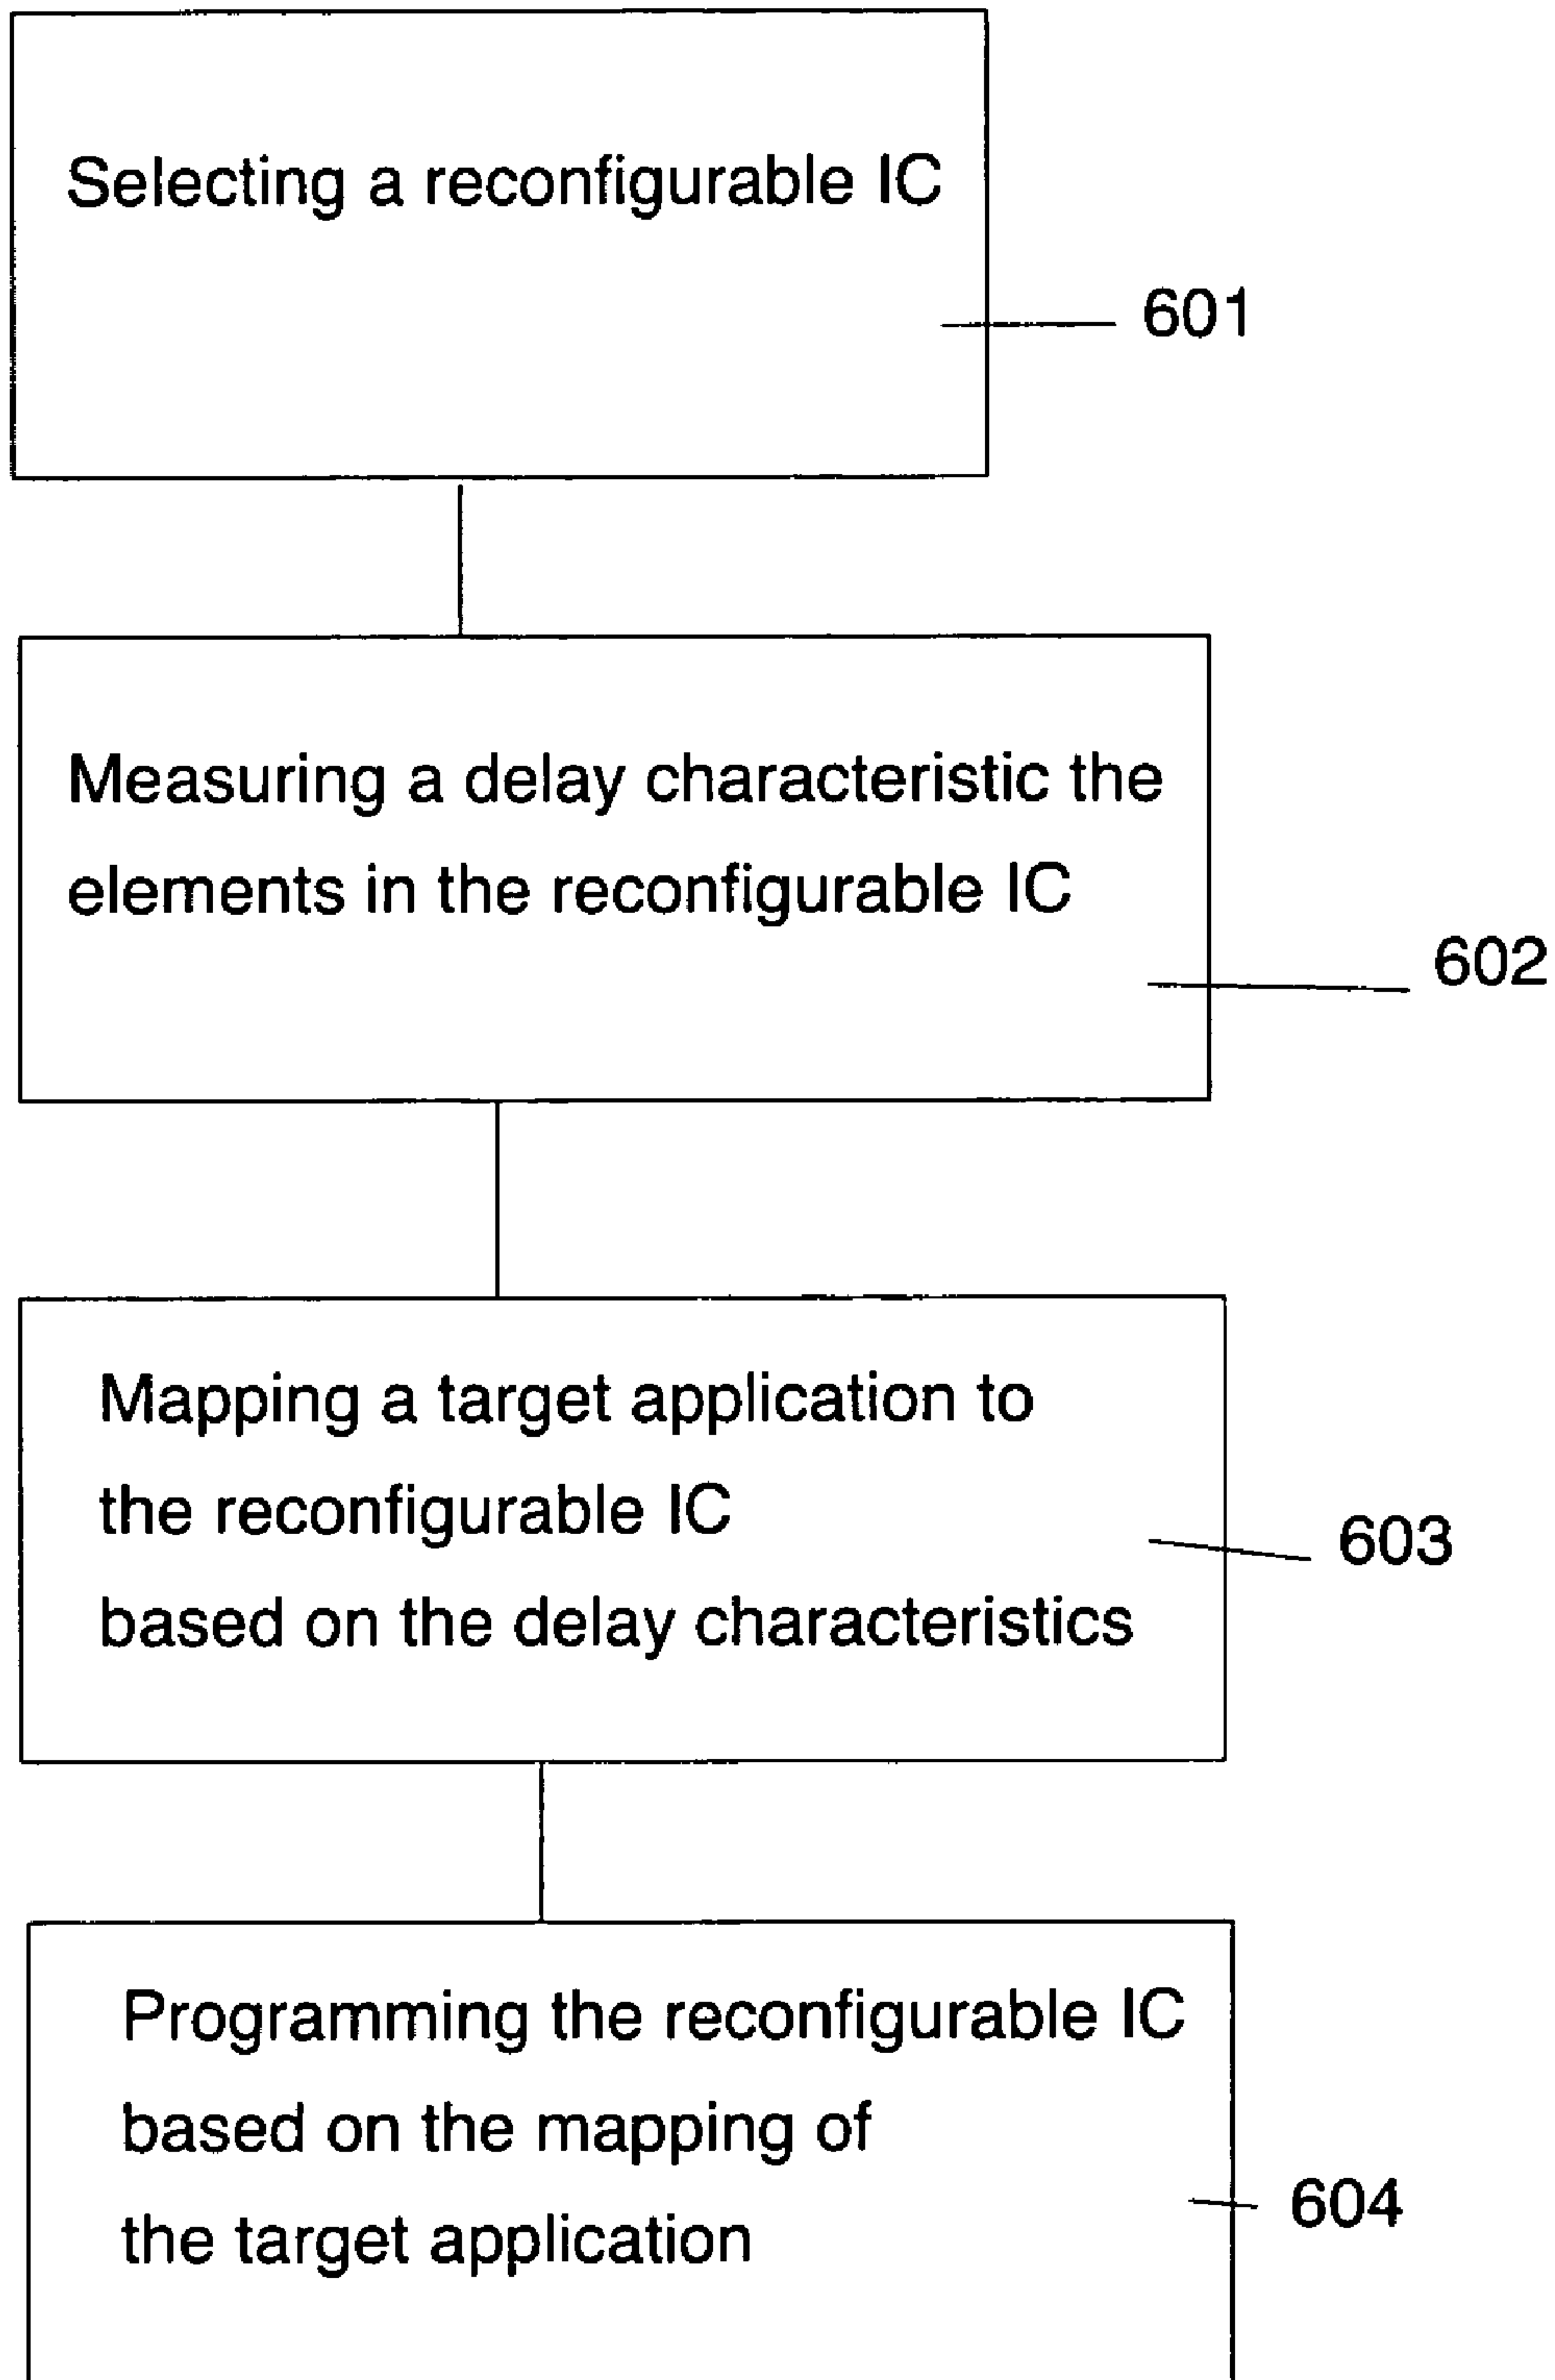 Selecting a reconfigurable IC
601
Measuring a delay characteristic the
elements in the reconfigurable IC
602
Mapping a target application to
the reconfigurable IC
based on the delay characteristics
603
Programming the reconfigurable IC
based on the mapping of
the target application
604